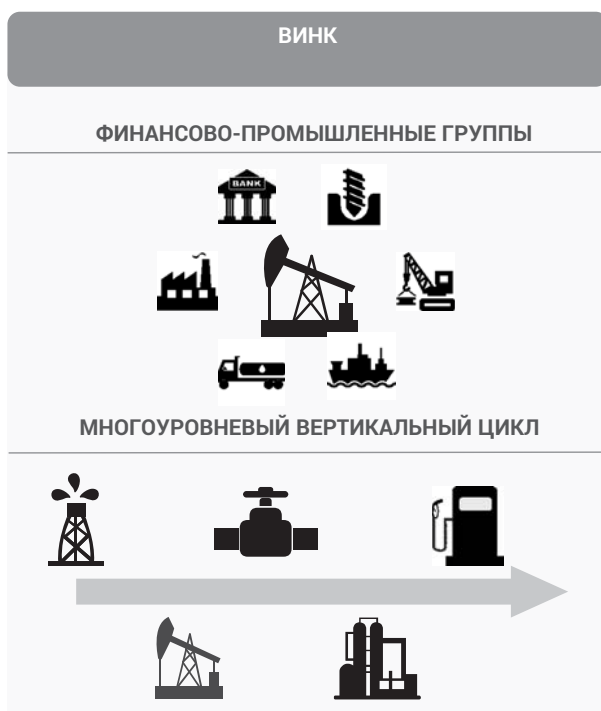 ВИНК
ФИНАНСОВО-ПРОМЫШЛЕННЫЕ ГРУППЫ
BANK
МНОГОУРОВНЕВЫЙ ВЕРТИКАЛЬНЫЙ ЦИКЛ